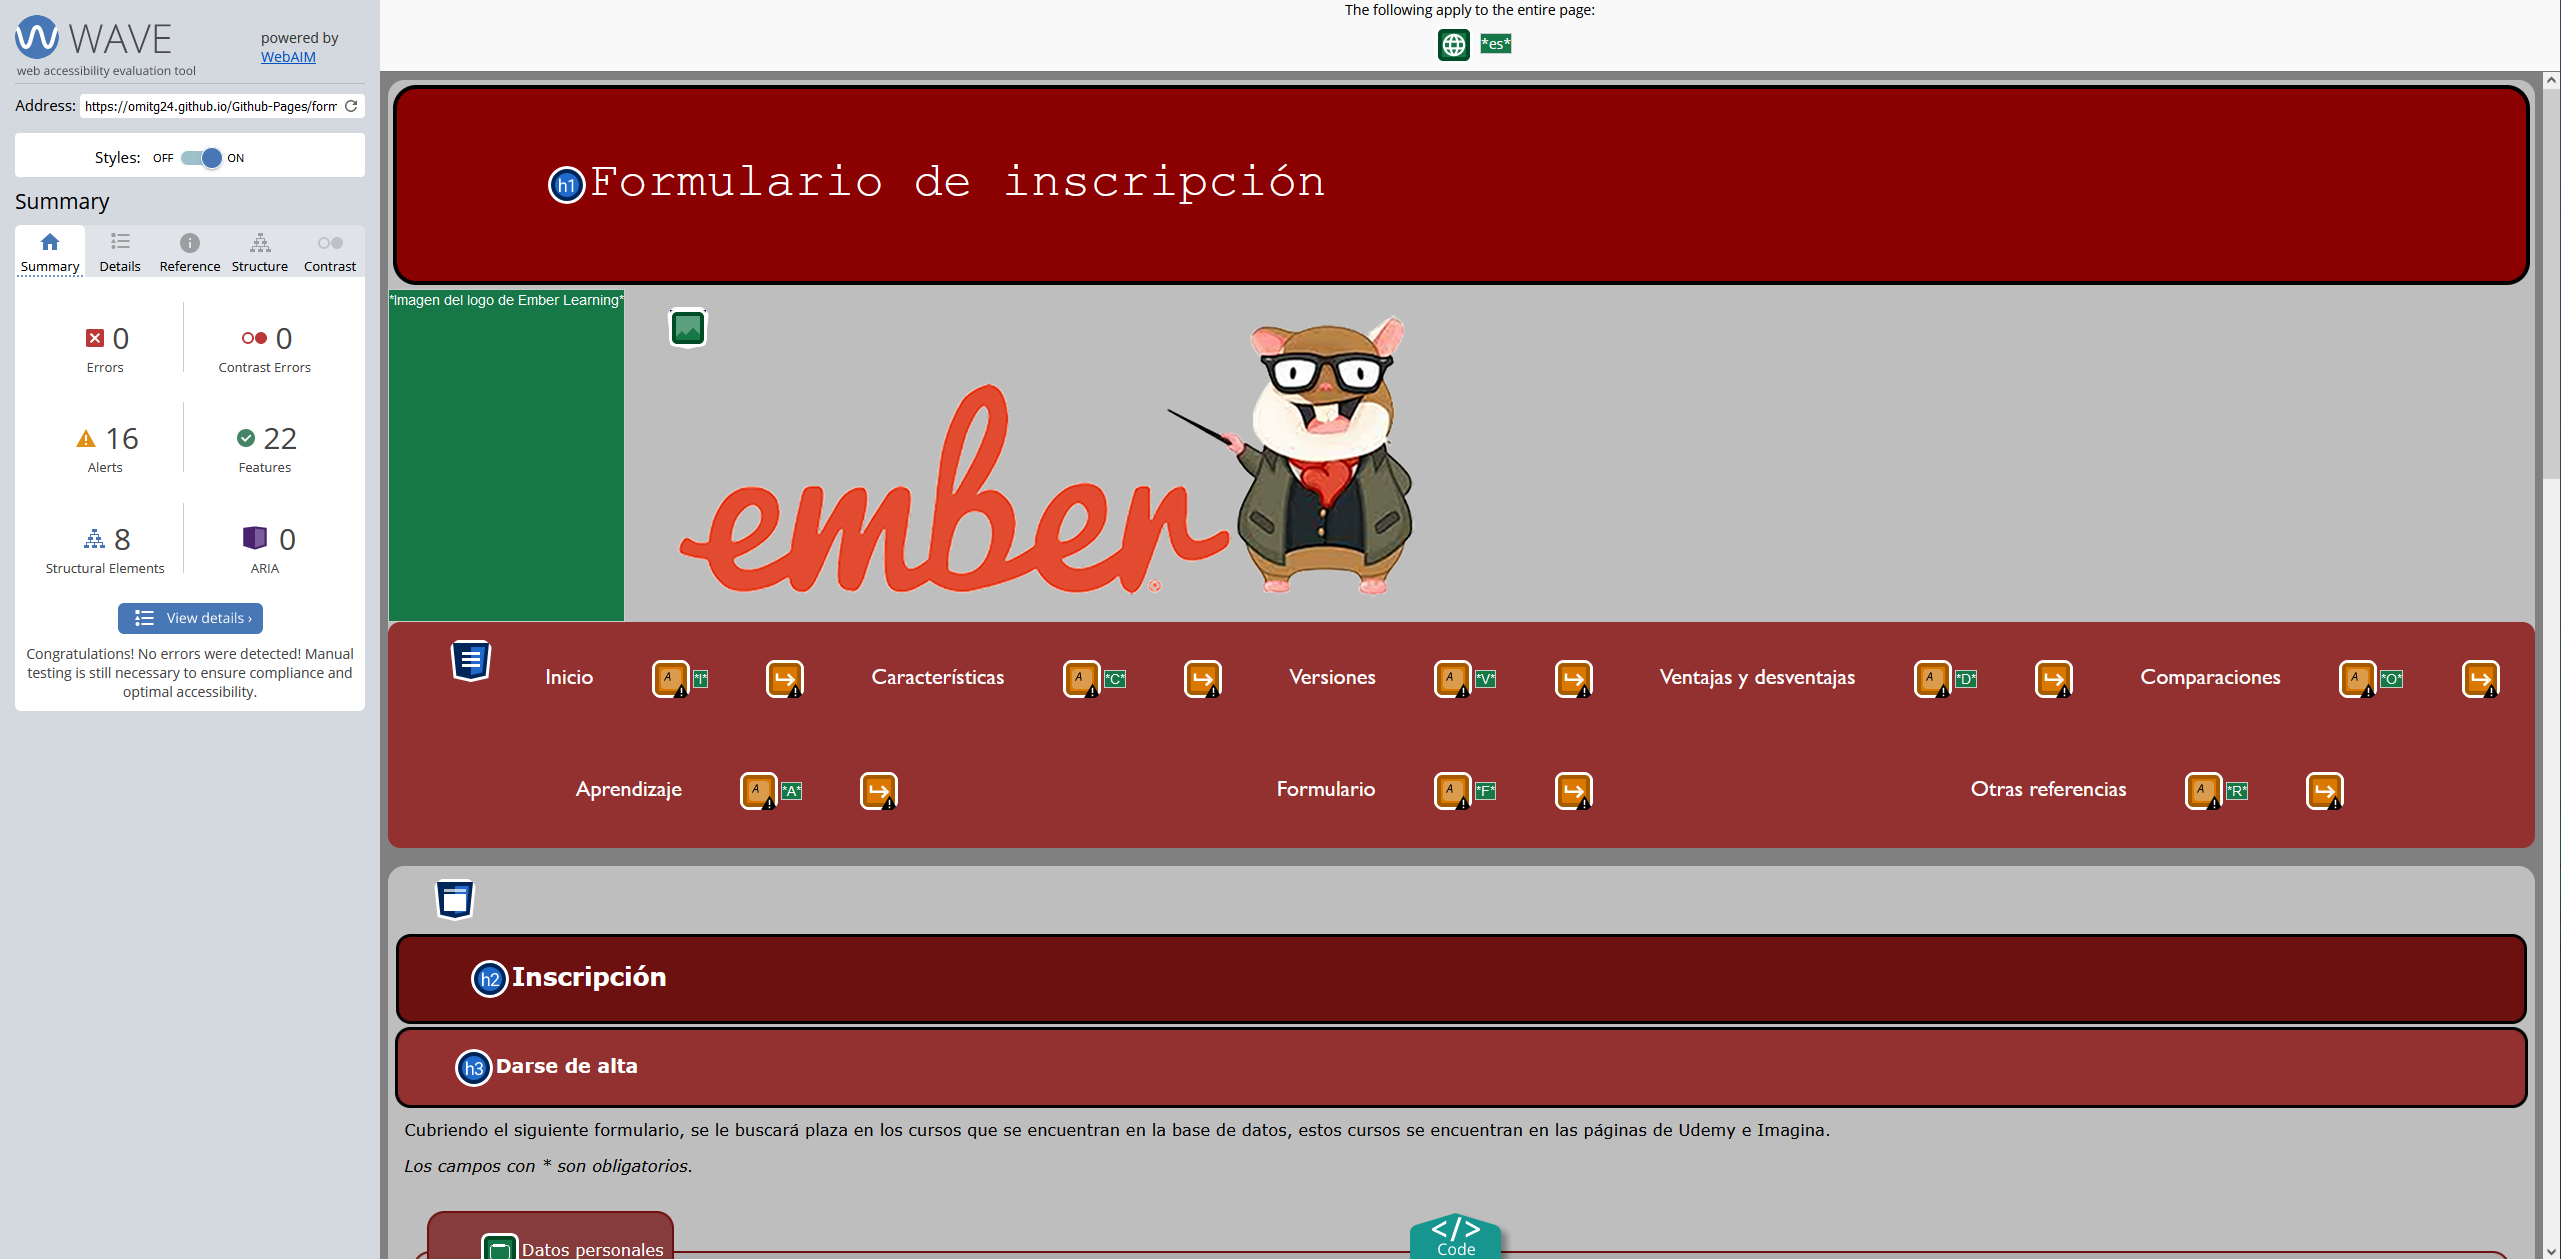 WAVE
powered by
WebAIM
web accessibility evaluation tool
Address: https://omitg24.github.io/Github-Pages/form
Styles: OFF ON
Summary
Summary Details Reference Structure Contrast
0 Errors
0 Contrast Errors
16 Alerts
22 Features
8 Structural Elements
0 ARIA
View details ›
Congratulations! No errors were detected! Manual
testing is still necessary to ensure compliance and
optimal accessibility.
The following apply to the entire page:
*es*
h1 Formulario de inscripción
*Imagen del logo de Ember Learning*
ember
Inicio A *I* Características A *C* Versiones A *V* Ventajas y desventajas A *D* Comparaciones A *O*
Aprendizaje A *A* Formulario A *F* Otras referencias A *R*
h2 Inscripción
h3 Darse de alta
Cubriendo el siguiente formulario, se le buscará plaza en los cursos que se encuentran en la base de datos, estos cursos se encuentran en las páginas de Udemy e Imagina.
Los campos con * son obligatorios.
Datos personales
</> Code